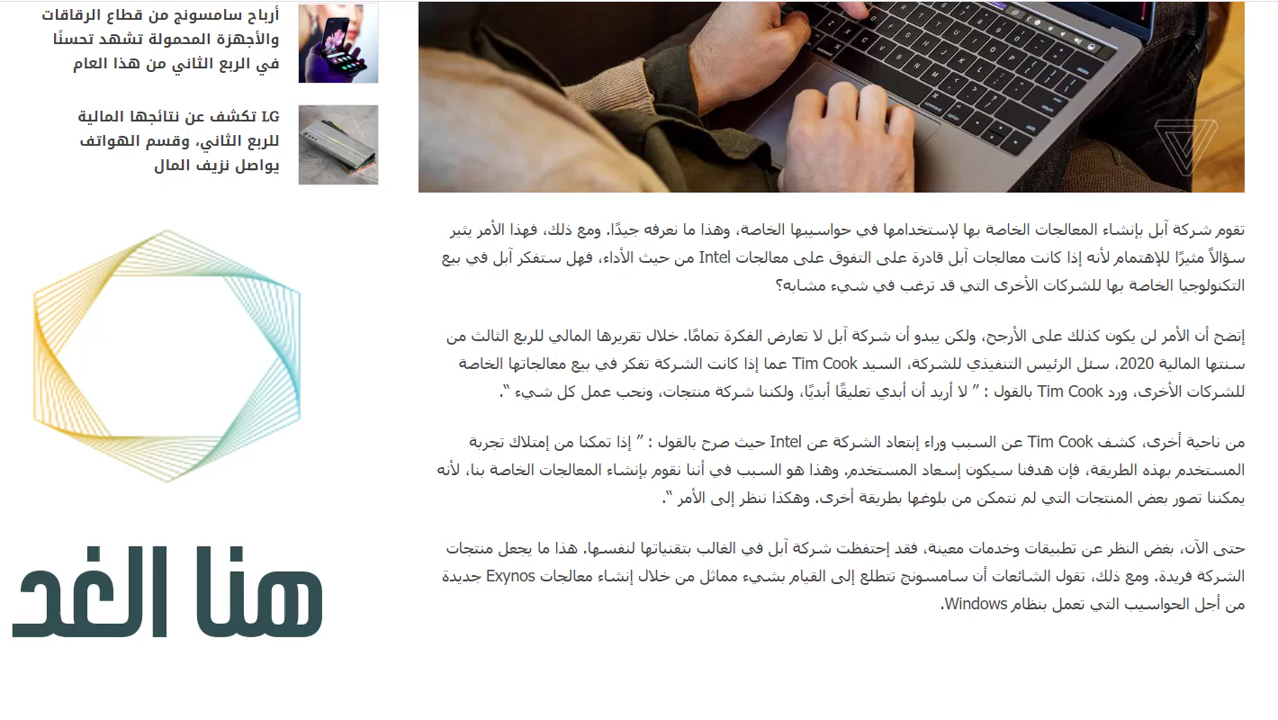 أرباح سامسونج من قطاع الرقاقات
والأجهزة المحمولة تشهد تحسنًا
في الربع الثاني من هذا العام
LG تكشف عن نتائجها المالية
للربع الثاني، وقسم الهواتف
يواصل نزيف المال
هنا الغد
تقوم شركة آبل بإنشاء المعالجات الخاصة بها لإستخدامها في حواسيبها الخاصة، وهذا ما نعرفه جيدًا. ومع ذلك، فهذا الأمر يثير
سؤالاً مثيرًا للإهتمام لأنه إذا كانت معالجات آبل قادرة على التفوق على معالجات Intel من حيث الأداء، فهل ستفكر آبل في بيع
التكنولوجيا الخاصة بها للشركات الأخرى التي قد ترغب في شيء مشابه؟
إتضح أن الأمر لن يكون كذلك على الأرجح، ولكن يبدو أن شركة آبل لا تعارض الفكرة تمامًا. خلال تقريرها المالي للربع الثالث من
سنتها المالية 2020، سئل الرئيس التنفيذي للشركة، السيد Tim Cook عما إذا كانت الشركة تفكر في بيع معالجاتها الخاصة
للشركات الأخرى، ورد Tim Cook بالقول : ” لا أريد أن أبدي تعليقًا أبديًا، ولكننا شركة منتجات، ونحب عمل كل شيء “.
من ناحية أخرى، كشف Tim Cook عن السبب وراء إبتعاد الشركة عن Intel حيث صرح بالقول : ” إذا تمكنا من إمتلاك تجربة
المستخدم بهذه الطريقة، فإن هدفنا سيكون إسعاد المستخدم. وهذا هو السبب في أننا نقوم بإنشاء المعالجات الخاصة بنا، لأنه
يمكننا تصور بعض المنتجات التي لم نتمكن من بلوغها بطريقة أخرى. وهكذا ننظر إلى الأمر “.
حتى الآن، بغض النظر عن تطبيقات وخدمات معينة، فقد إحتفظت شركة آبل في الغالب بتقنياتها لنفسها. هذا ما يجعل منتجات
الشركة فريدة. ومع ذلك، تقول الشائعات أن سامسونج تتطلع إلى القيام بشيء مماثل من خلال إنشاء معالجات Exynos جديدة
من أجل الحواسيب التي تعمل بنظام Windows.